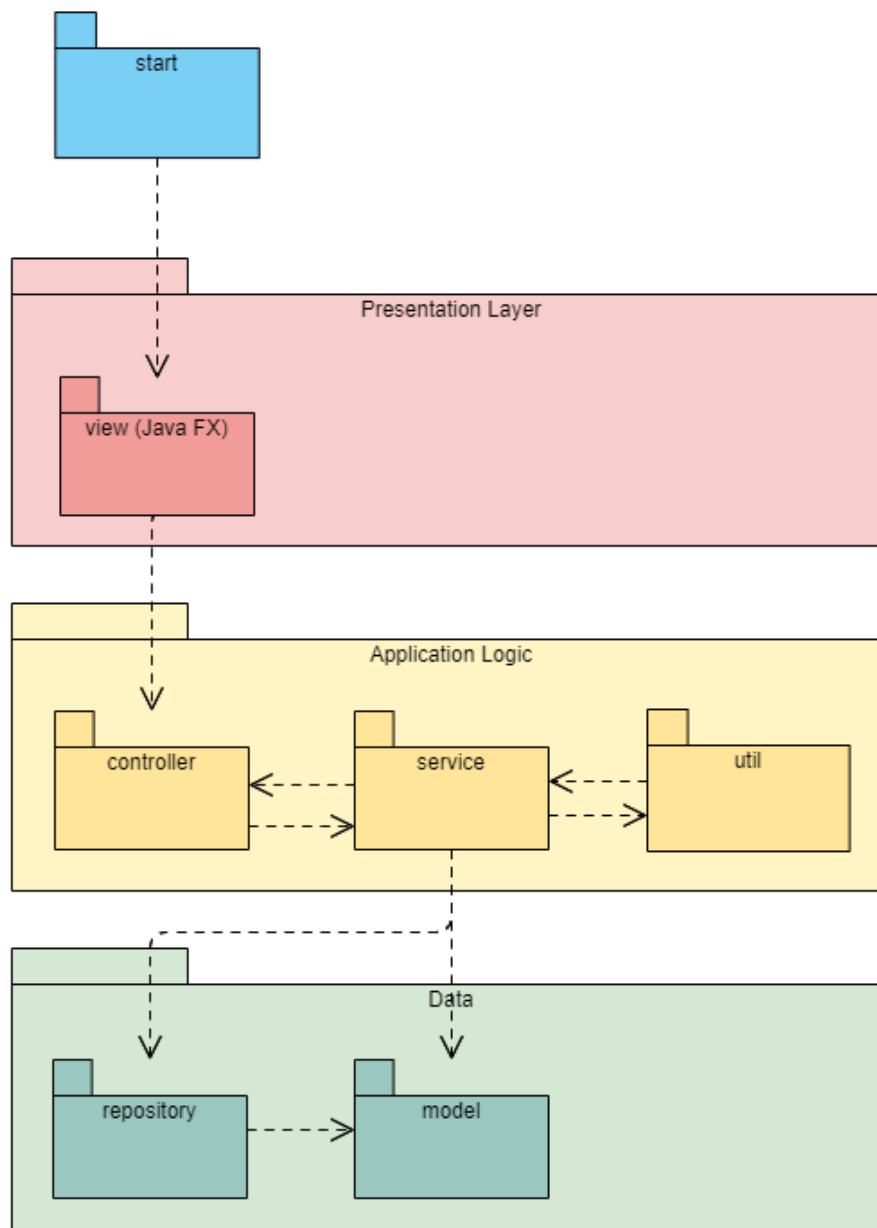 start
Presentation Layer
view (Java FX)
Application Logic
controller
service
util
Data
repository
model